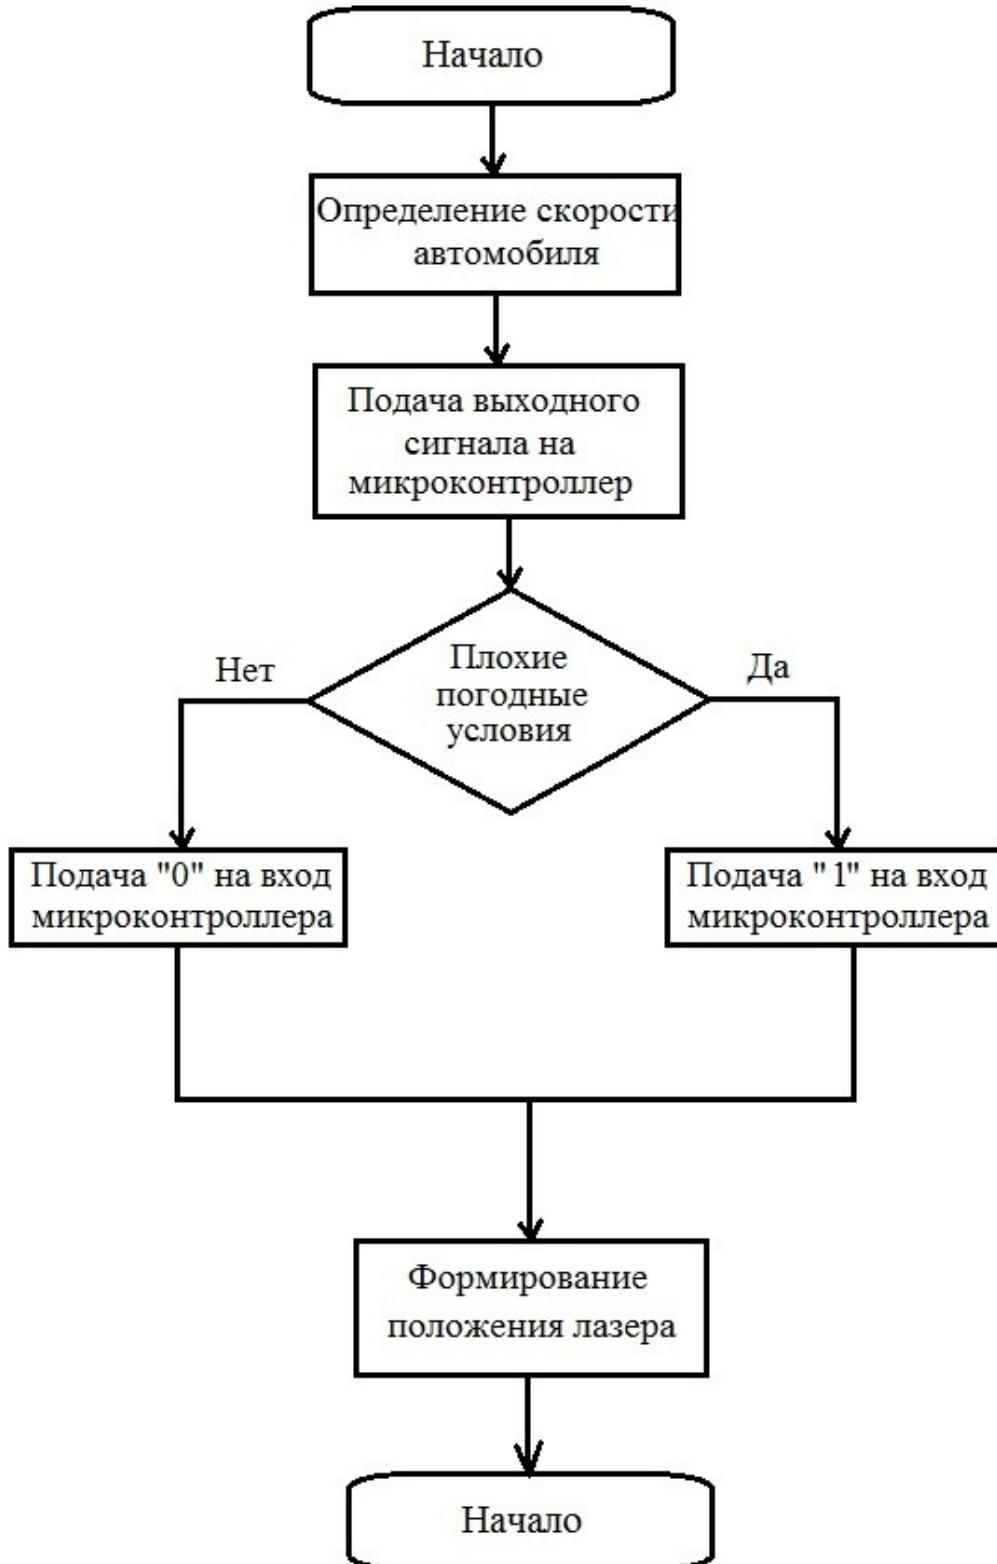 Начало
Определение скорости
автомобиля
Подача выходного
сигнала на
микроконтроллер
Нет
Плохие
погодные
условия
Да
Подача "0" на вход
микроконтроллера
Подача " 1" на вход
микроконтроллера
Формирование
положения лазера
Начало